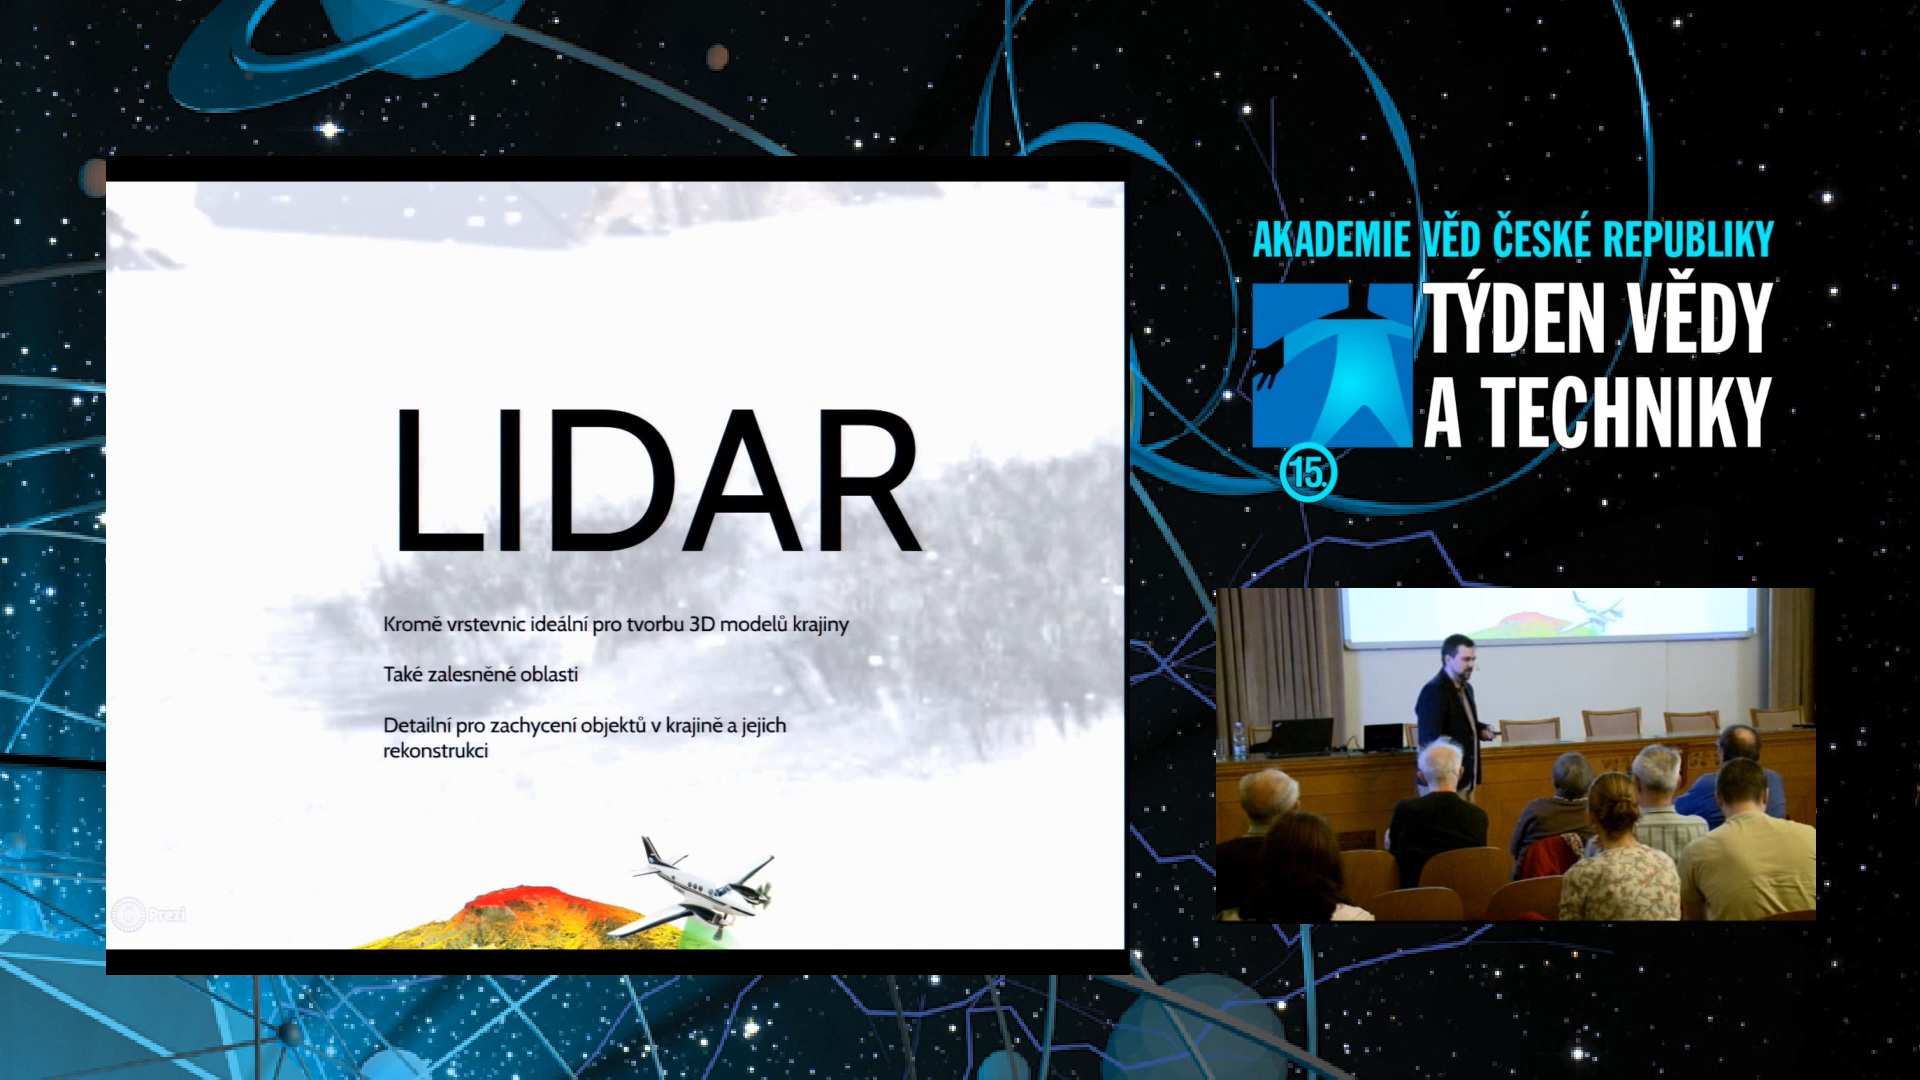 LIDAR
Kromě vrstevnic ideální pro tvorbu 3D modelů krajiny
Také zalesněné oblasti
Detailní pro zachycení objektů v krajině a jejich
rekonstrukci
Prezi
AKADEMIE VĚD ČESKÉ REPUBLIKY
TÝDEN VĚDY
A TECHNIKY
15.